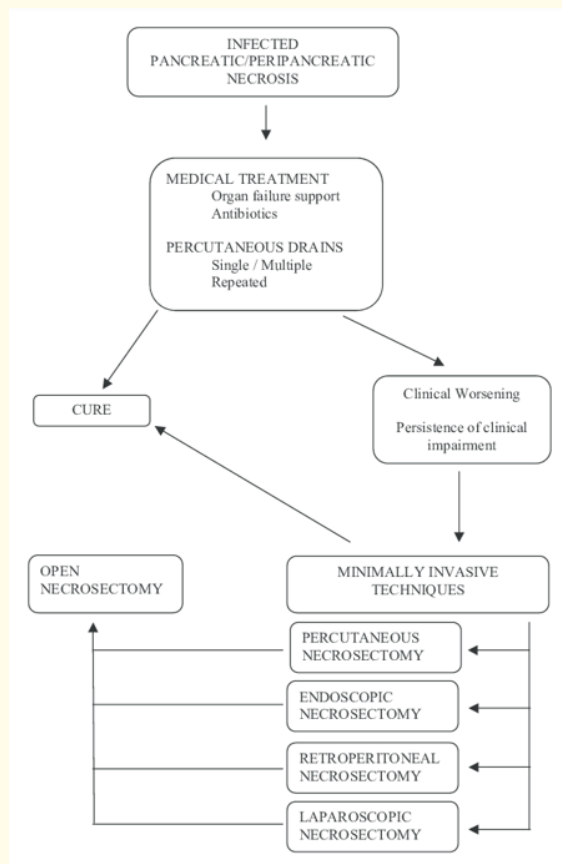 INFECTED
PANCREATIC/PERIPANCREATIC
NECROSIS
MEDICAL TREATMENT
Organ failure support
Antibiotics
PERCUTANEOUS DRAINS
Single / Multiple
Repeated
CURE
Clinical Worsening
Persistence of clinical
impairment
OPEN
NECROSECTOMY
MINIMALLY INVASIVE
TECHNIQUES
PERCUTANEOUS
NECROSECTOMY
ENDOSCOPIC
NECROSECTOMY
RETROPERITONEAL
NECROSECTOMY
LAPAROSCOPIC
NECROSECTOMY